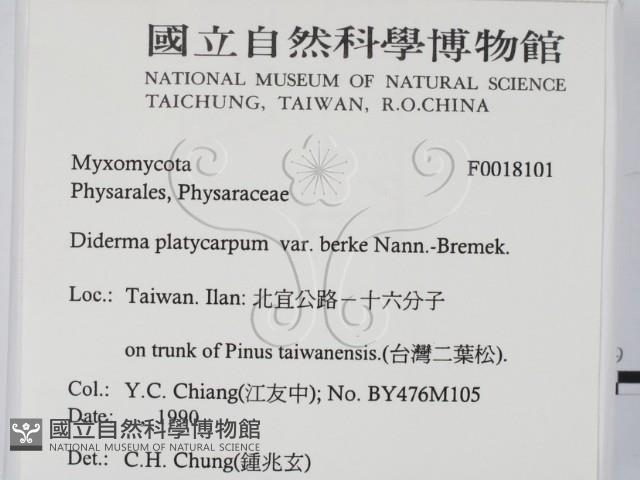 國立自然科學博物館
NATIONAL MUSEUM OF NATURAL SCIENCE
TAICHUNG, TAIWAN, R.O.CHINA
Myxomycota F0018101
Physarales, Physaraceae
Diderma platycarpum var. berke Nann.-Bremek.
Loc.: Taiwan. Ilan: 北宜公路－十六分子
on trunk of Pinus taiwanensis.(台灣二葉松).
Col.: Y.C. Chiang(江友中); No. BY476M105
Date: 1990
國立自然科學博物館
NATIONAL MUSEUM OF NATURAL SCIENCE
Det.: C.H. Chung(鍾兆玄)